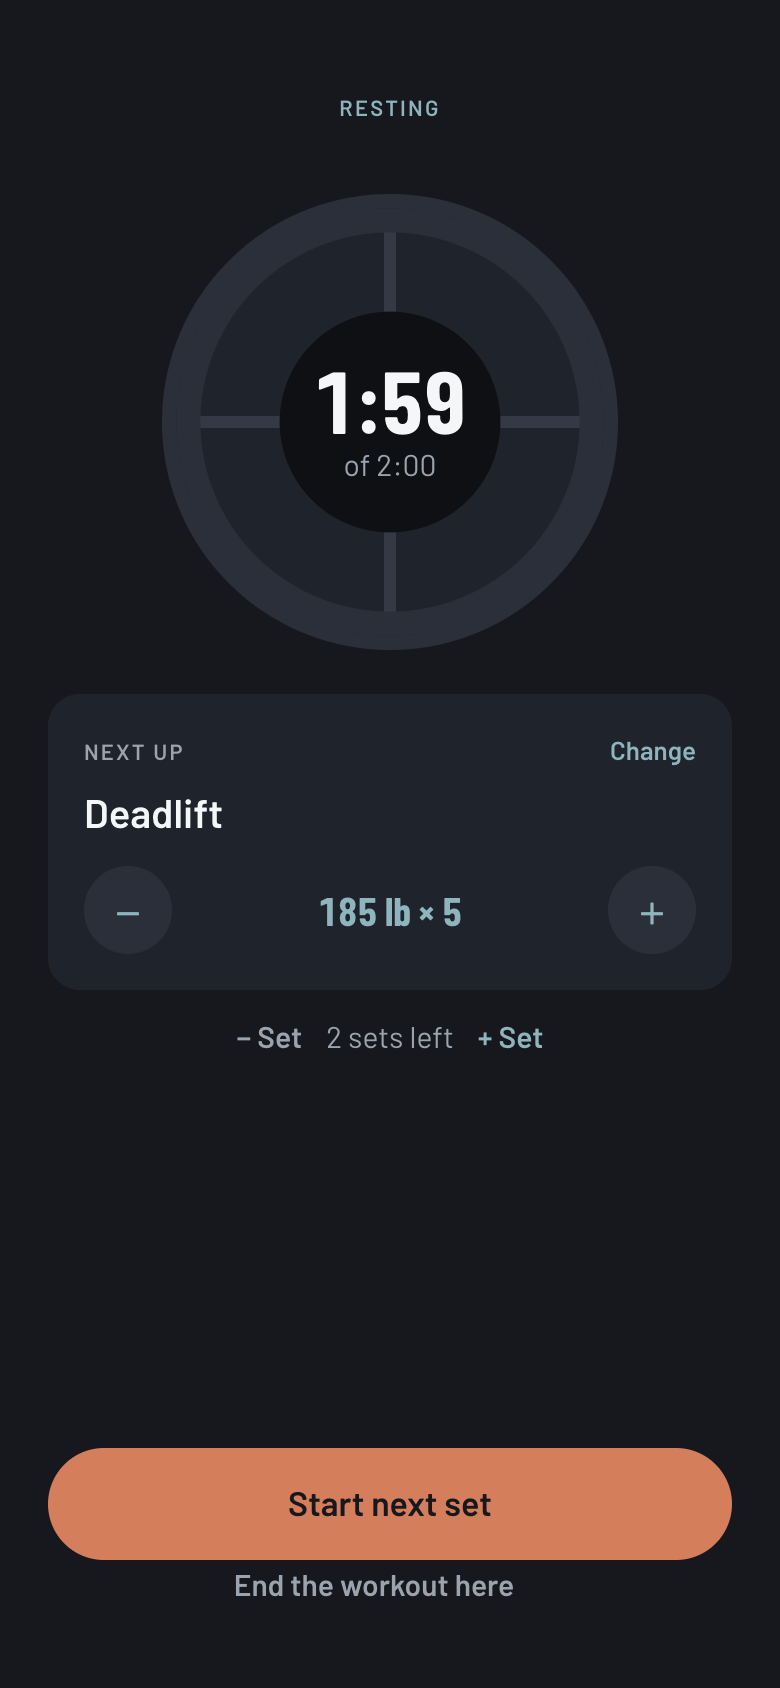 RESTING
1:59
of 2:00
NEXT UP Change
Deadlift
− 185 lb × 5 +
– Set 2 sets left + Set
Start next set
End the workout here